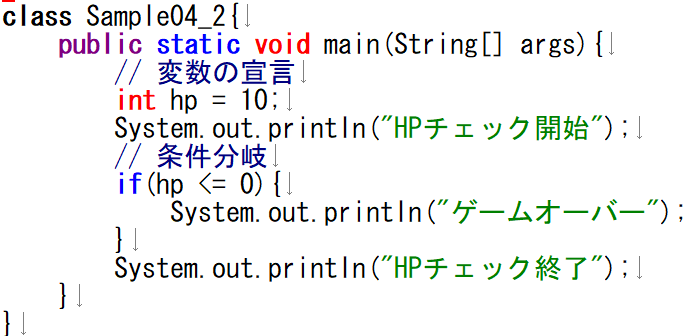 class Sample04_2{
    public static void main(String[] args){
        // 変数の宣言
        int hp = 10;
        System.out.println("HPチェック開始");
        // 条件分岐
        if(hp <= 0){
            System.out.println("ゲームオーバー");
        }
        System.out.println("HPチェック終了");
    }
}